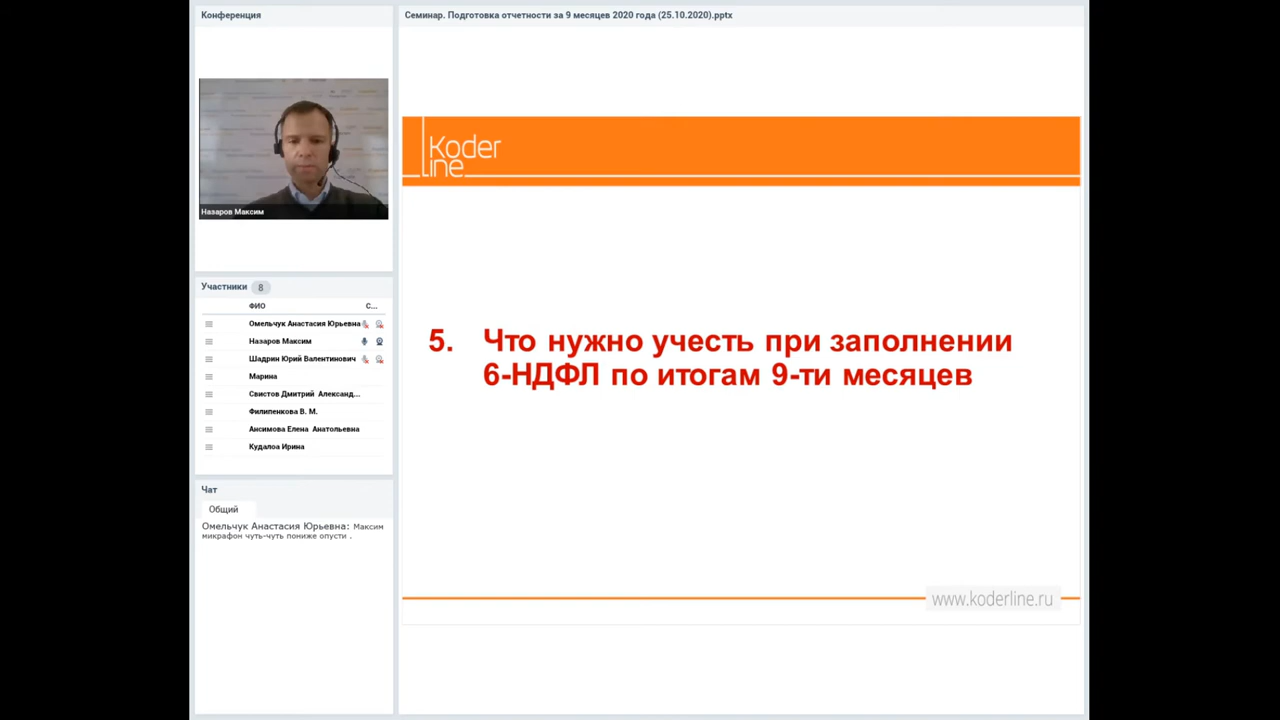 Конференция
Назаров Максим
Участники 8
ФИО С...
Омельчук Анастасия Юрьевна
Назаров Максим
Шадрин Юрий Валентинович
Марина
Свистов Дмитрий Александ...
Филипенкова В. М.
Ансимова Елена Анатольевна
Кудалоа Ирина
Чат
Общий
Омельчук Анастасия Юрьевна: Максим
микрофон чуть-чуть пониже опусти .
Семинар. Подготовка отчетности за 9 месяцев 2020 года (25.10.2020).pptx
Koder
line
5. Что нужно учесть при заполнении
6-НДФЛ по итогам 9-ти месяцев
www.koderline.ru